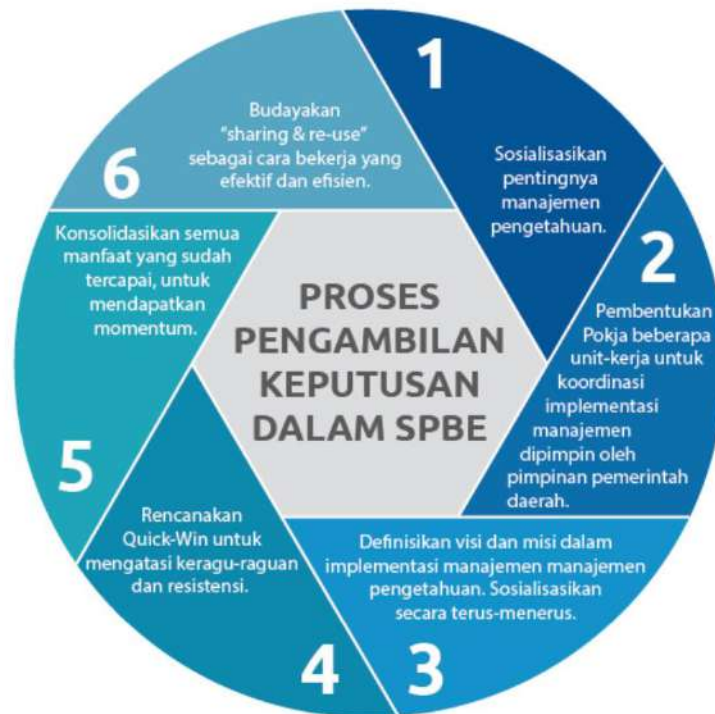 PROSES
PENGAMBILAN
KEPUTUSAN
DALAM SPBE
1
Sosialisasikan
pentingnya
manajemen
pengetahuan.
2
Pembentukan
Pokja beberapa
unit-kerja untuk
koordinasi
implementasi
manajemen
dipimpin oleh
pimpinan pemerintah
daerah.
3
Definisikan visi dan misi dalam
implementasi manajemen manajemen
pengetahuan. Sosialisasikan
secara terus-menerus.
4
Rencanakan
Quick-Win untuk
mengatasi keragu-raguan
dan resistensi.
5
Konsolidasikan semua
manfaat yang sudah
tercapai, untuk
mendapatkan
momentum.
6
Budayakan
"sharing & re-use"
sebagai cara bekerja yang
efektif dan efisien.